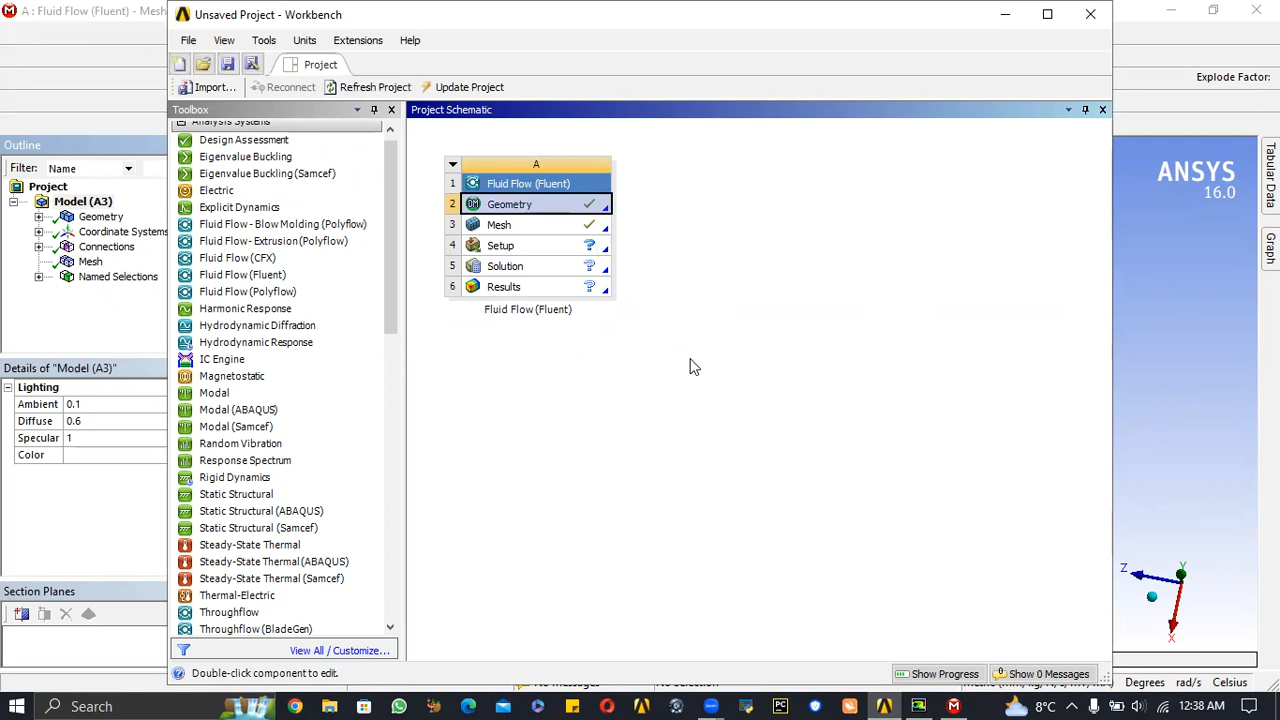 A : Fluid Flow (Fluent) - Mesh
Unsaved Project - Workbench
File View Tools Units Extensions Help
Project
Import... Reconnect Refresh Project Update Project
Explode Factor:
Toolbox
Project Schematic
Outline
Filter: Name
Project
Model (A3)
Geometry
Coordinate Systems
Connections
Mesh
Named Selections
Details of "Model (A3)"
Lighting
Ambient 0.1
Diffuse 0.6
Specular 1
Color
Section Planes
Analysis Systems
Design Assessment
Eigenvalue Buckling
Eigenvalue Buckling (Samcef)
Electric
Explicit Dynamics
Fluid Flow - Blow Molding (Polyflow)
Fluid Flow - Extrusion (Polyflow)
Fluid Flow (CFX)
Fluid Flow (Fluent)
Fluid Flow (Polyflow)
Harmonic Response
Hydrodynamic Diffraction
Hydrodynamic Response
IC Engine
Magnetostatic
Modal
Modal (ABAQUS)
Modal (Samcef)
Random Vibration
Response Spectrum
Rigid Dynamics
Static Structural
Static Structural (ABAQUS)
Static Structural (Samcef)
Steady-State Thermal
Steady-State Thermal (ABAQUS)
Steady-State Thermal (Samcef)
Thermal-Electric
Throughflow
Throughflow (BladeGen)
View All / Customize...
A
1 Fluid Flow (Fluent)
2 DM Geometry
3 Mesh
4 Setup ?
5 Solution ?
6 Results ?
Fluid Flow (Fluent)
ANSYS
16.0
Tabular Data
Graph
Y
Z
X
Double-click component to edit.
Show Progress Show 0 Messages
Degrees rad/s Celsius
Search
8°C
12:38 AM